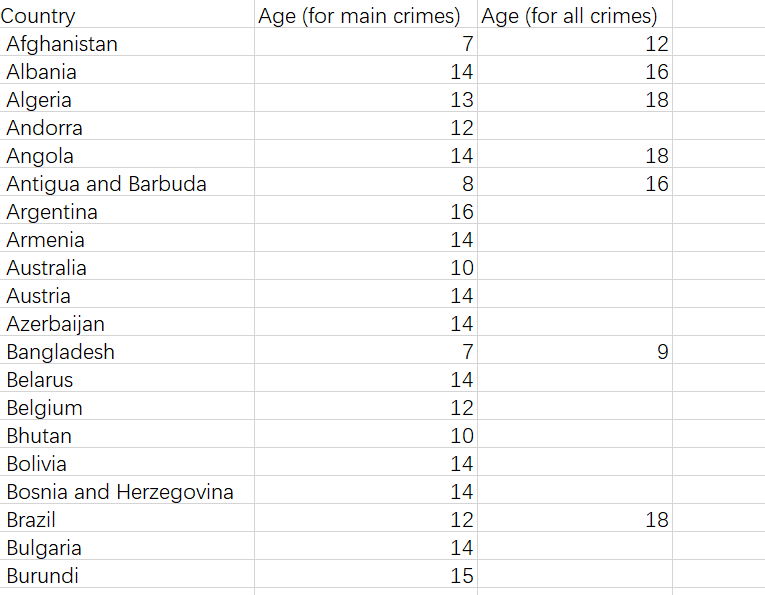 Country Age (for main crimes) Age (for all crimes)
Afghanistan 7 12
Albania 14 16
Algeria 13 18
Andorra 12
Angola 14 18
Antigua and Barbuda 8 16
Argentina 16
Armenia 14
Australia 10
Austria 14
Azerbaijan 14
Bangladesh 7 9
Belarus 14
Belgium 12
Bhutan 10
Bolivia 14
Bosnia and Herzegovina 14
Brazil 12 18
Bulgaria 14
Burundi 15